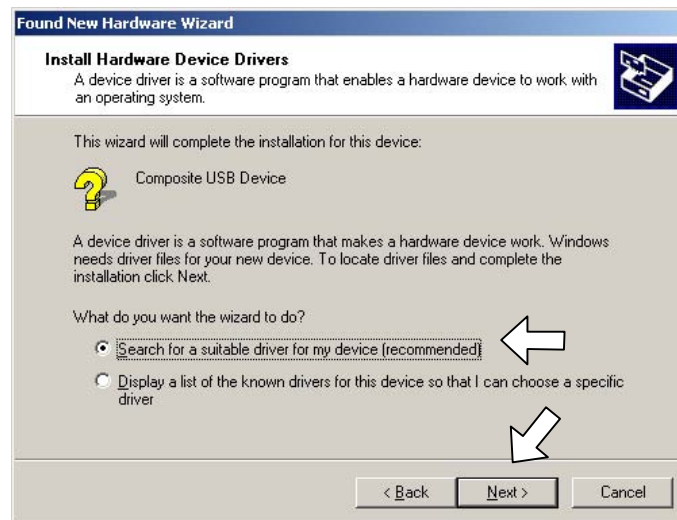 Found New Hardware Wizard
Install Hardware Device Drivers
A device driver is a software program that enables a hardware device to work with
an operating system.
This wizard will complete the installation for this device:
Composite USB Device
A device driver is a software program that makes a hardware device work. Windows
needs driver files for your new device. To locate driver files and complete the
installation click Next.
What do you want the wizard to do?
Search for a suitable driver for my device (recommended)
Display a list of the known drivers for this device so that I can choose a specific
driver
< Back Next > Cancel